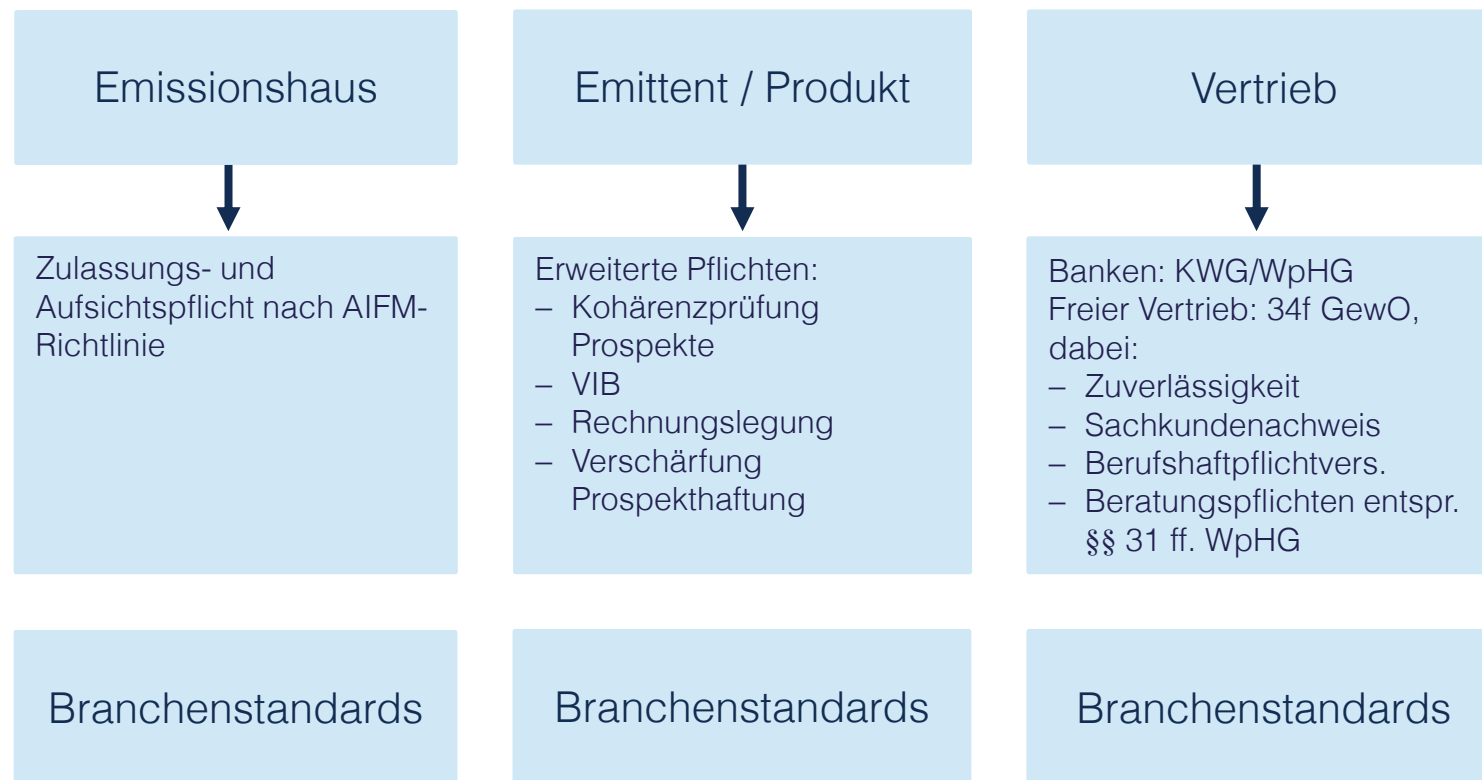 Emissionshaus
Emittent / Produkt
Vertrieb
Zulassungs- und
Aufsichtspflicht nach AIFM-
Richtlinie
Erweiterte Pflichten:
– Kohärenzprüfung
Prospekte
– VIB
– Rechnungslegung
– Verschärfung
Prospekthaftung
Banken: KWG/WpHG
Freier Vertrieb: 34f GewO,
dabei:
– Zuverlässigkeit
– Sachkundenachweis
– Berufshaftpflichtvers.
– Beratungspflichten entspr.
§§ 31 ff. WpHG
Branchenstandards
Branchenstandards
Branchenstandards